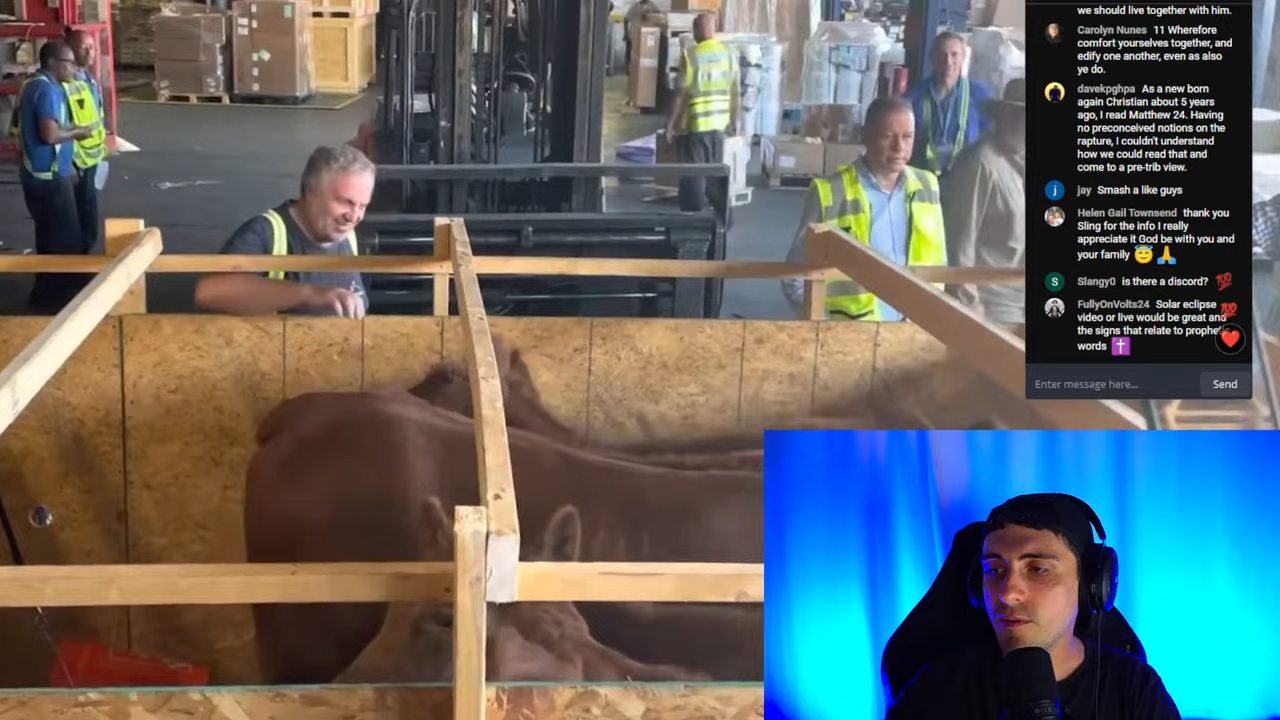 we should live together with him.
Carolyn Nunes 11 Wherefore
comfort yourselves together, and
edify one another, even as also
ye do.
davekpghpa As a new born
again Christian about 5 years
ago, I read Matthew 24. Having
no preconceived notions on the
rapture, I couldn't understand
how we could read that and
come to a pre-trib view.
j jay Smash a like guys
Helen Gail Townsend thank you
Sling for the info I really
appreciate it God be with you and
your family 😇🙏
S Slangy0 is there a discord? 💯
FullyOnVolts24 Solar eclipse
video or live would be great and
the signs that relate to prophetic
words ✝️
Enter message here... Send